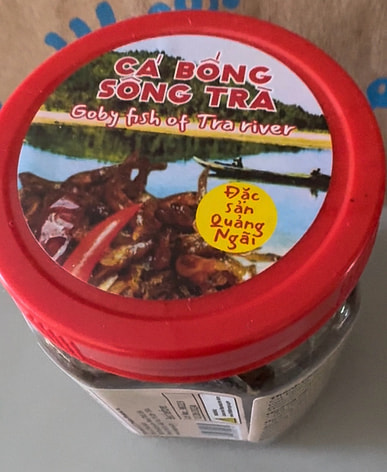 CÁ BỐNG
SÔNG TRÀ
Goby fish of Tra river
Đặc
sản
Quảng
Ngãi